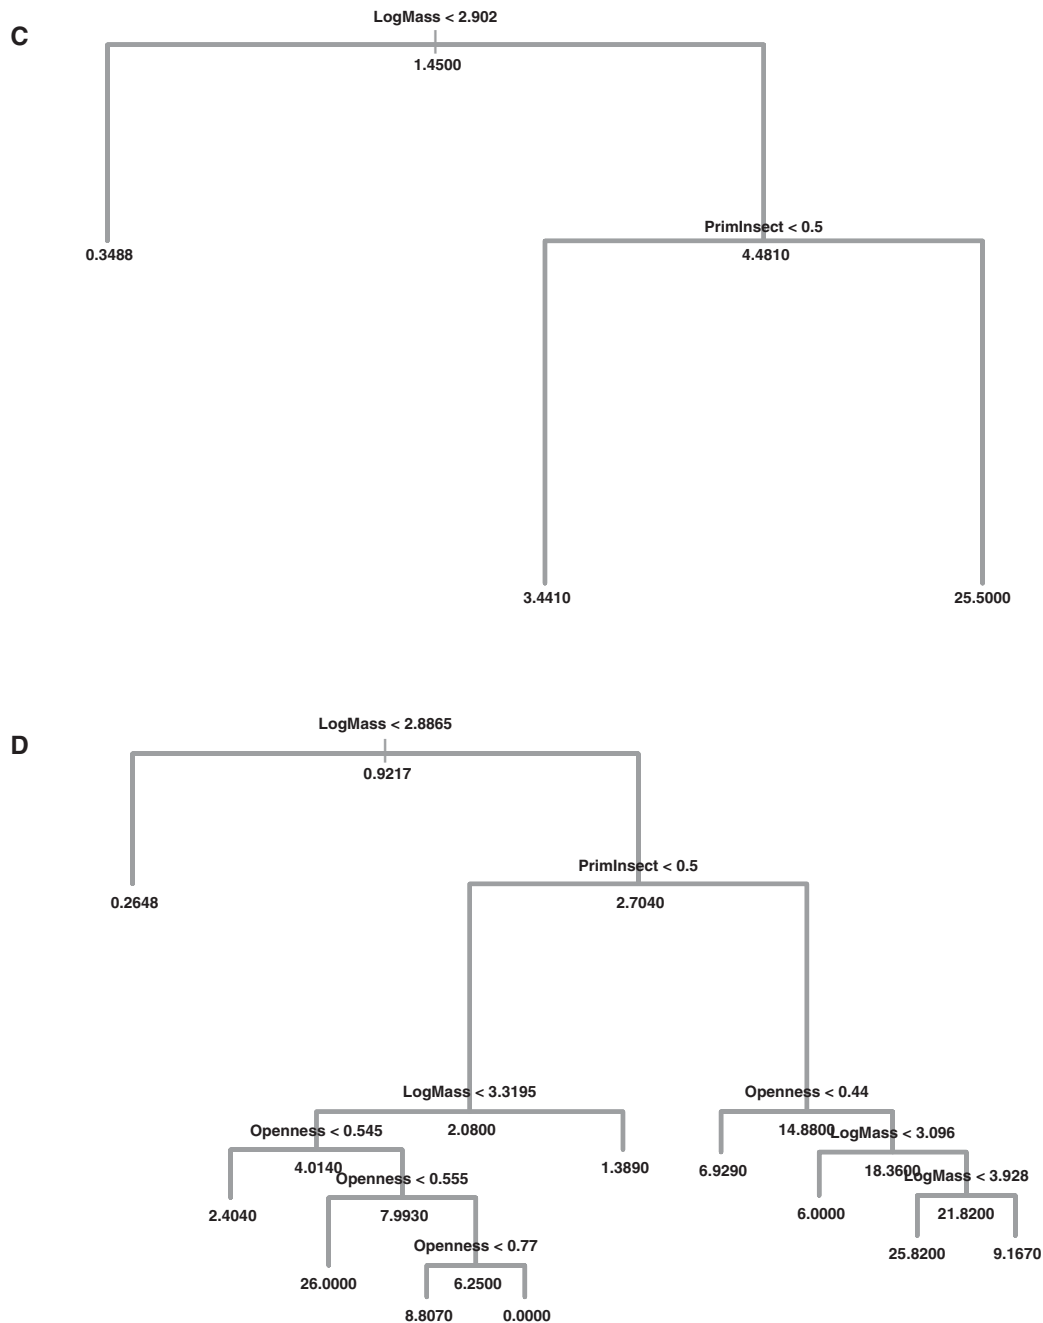 C
LogMass < 2.902
1.4500
0.3488
PrimInsect < 0.5
4.4810
3.4410
25.5000
D
LogMass < 2.8865
0.9217
0.2648
PrimInsect < 0.5
2.7040
LogMass < 3.3195
2.0800
Openness < 0.545
4.0140
2.4040
Openness < 0.555
7.9930
26.0000
Openness < 0.77
6.2500
8.8070
0.0000
1.3890
Openness < 0.44
14.8800
6.9290
LogMass < 3.096
18.3600
6.0000
LogMass < 3.928
21.8200
25.8200
9.1670